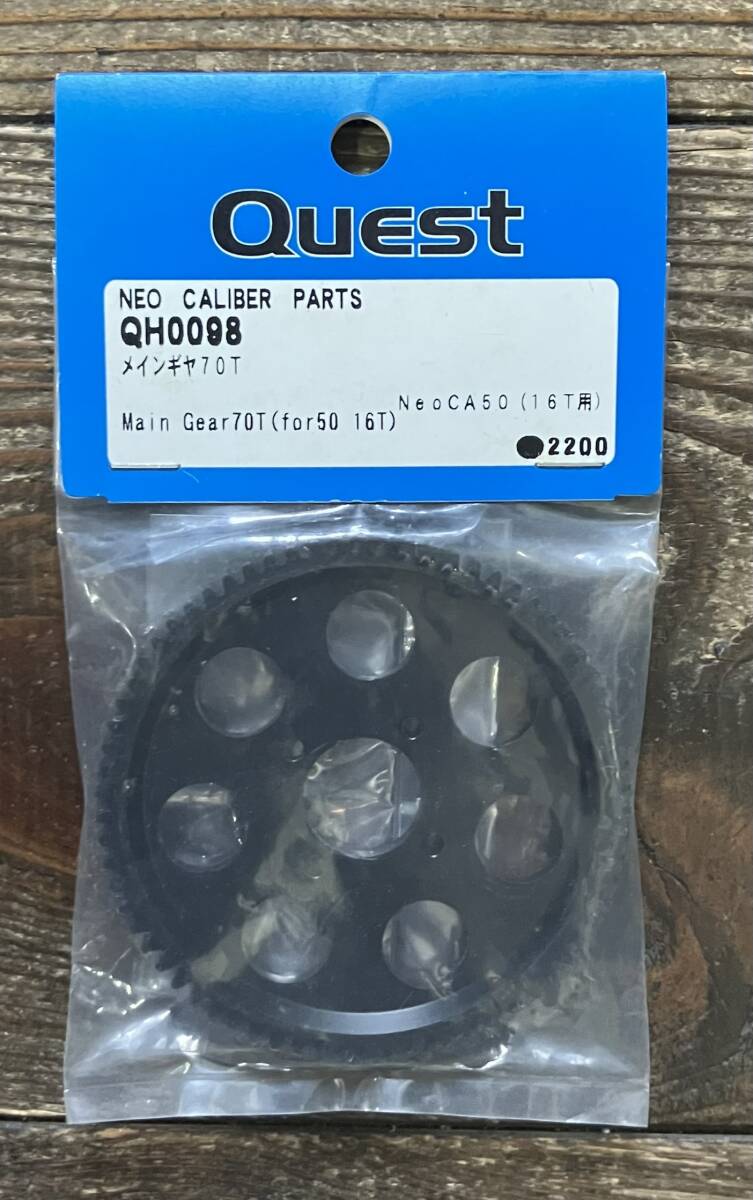 Quest
NEO CALIBER PARTS
QH0098
メインギヤ70T
NeoCA50(16T用)
Main Gear70T(for50 16T)
●2200